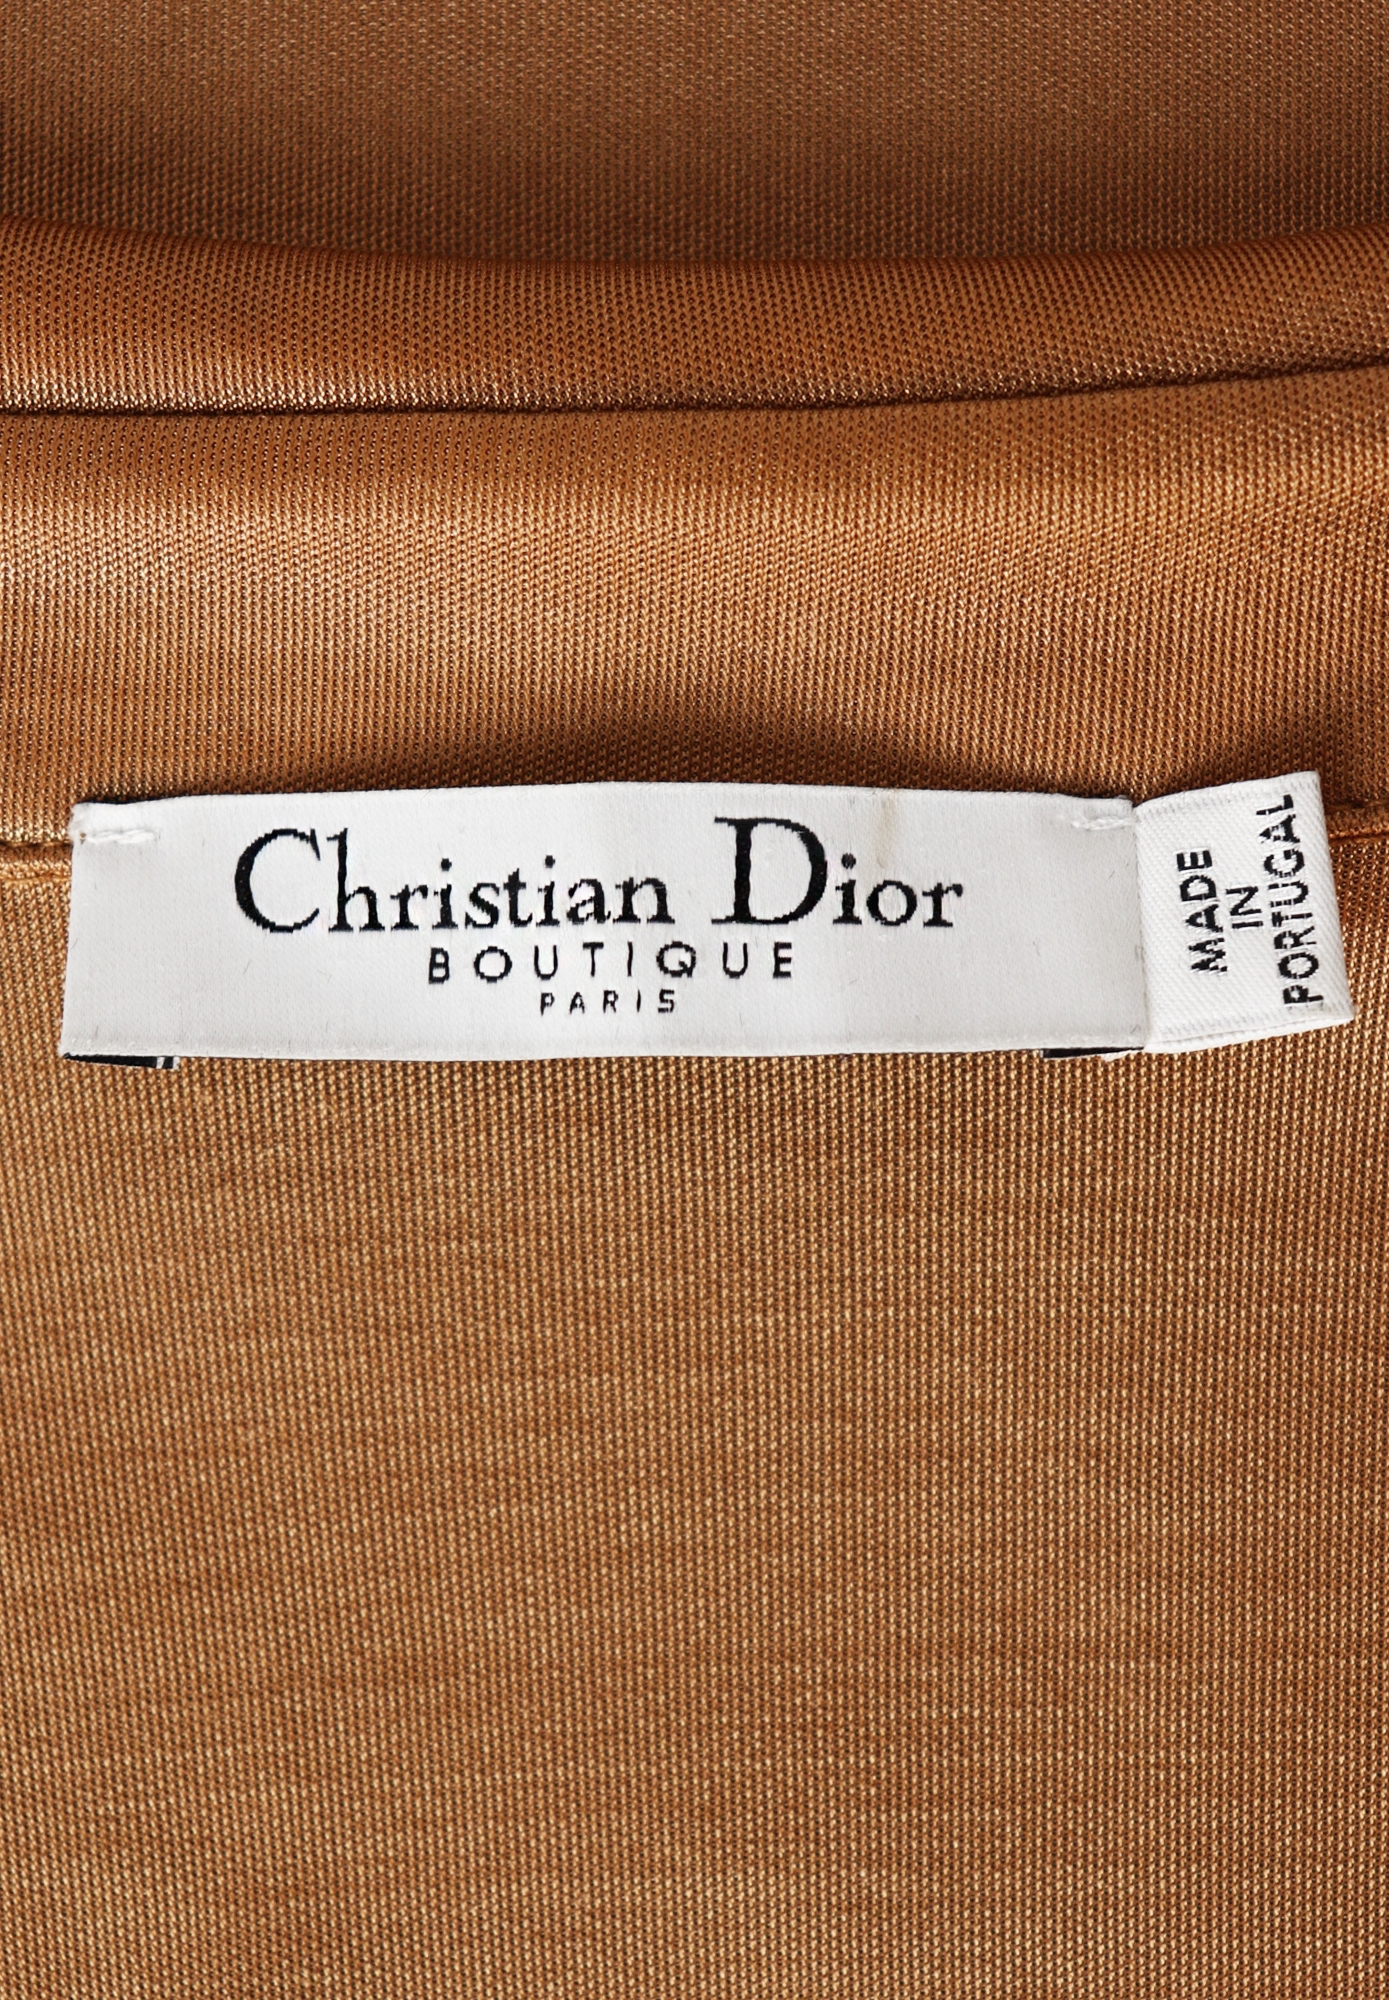 Christian Dior
BOUTIQUE
PARIS
MADE
IN
PORTUGAL